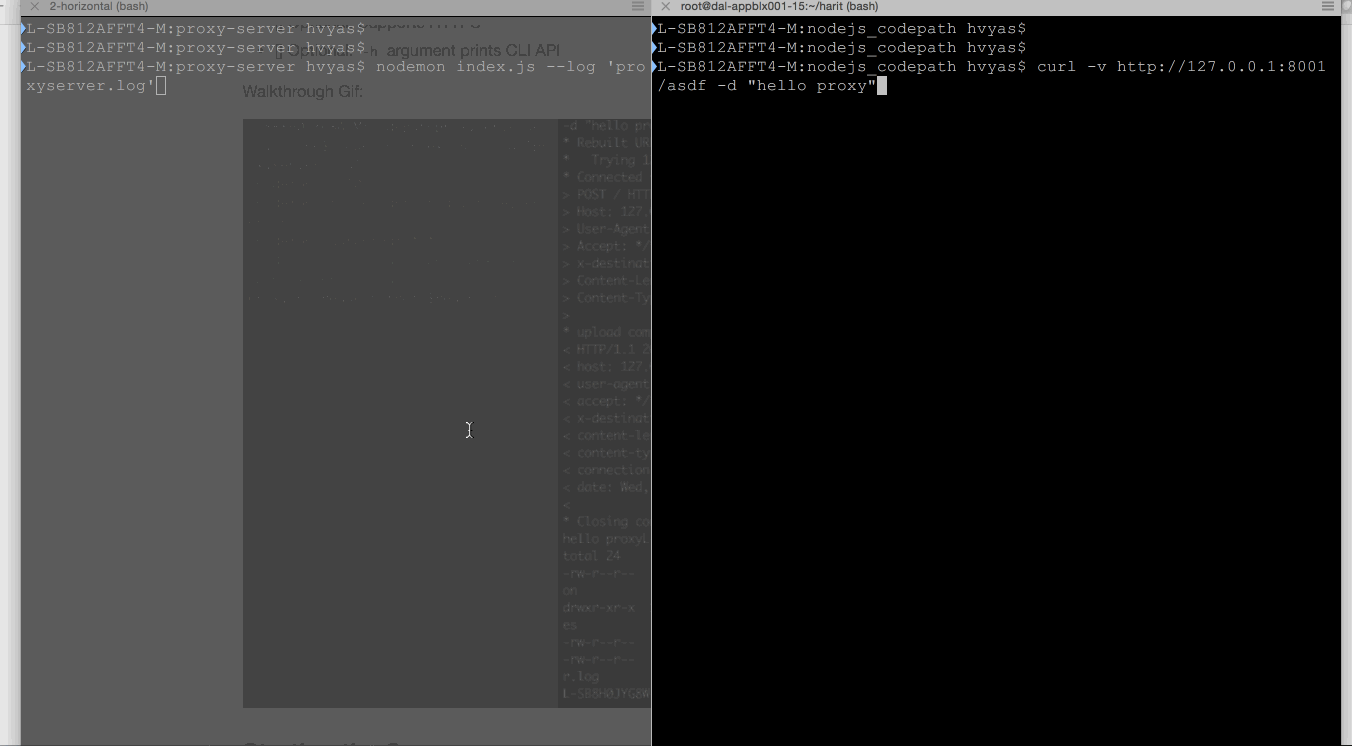 2-horizontal (bash)
L-SB812AFFT4-M:proxy-server hvyas$
L-SB812AFFT4-M:proxy-server hvyas$
argument prints CLI API
L-SB812AFFT4-M:proxy-server hvyas$ nodemon index.js --log 'pro
xyserver.log'
Walkthrough Gif:
-d "hello pr
* Rebuilt UR
* Trying 1
* Connected
> POST / HTT
> Host: 127.
> User-Agent
> Accept: */
> x-destinat
> Content-Le
> Content-Ty
>
* upload com
< HTTP/1.1 2
< host: 127.
< user-agent
< accept: */
< x-destinat
< content-le
< content-ty
< connection
< date: Wed,
<
* Closing co
hello proxyL
total 24
-rw-r--r--
on
drwxr-xr-x
es
-rw-r--r--
-rw-r--r--
r.log
root@dal-appblx001-15:~/harit (bash)
L-SB812AFFT4-M:nodejs_codepath hvyas$
L-SB812AFFT4-M:nodejs_codepath hvyas$
L-SB812AFFT4-M:nodejs_codepath hvyas$ curl -v http://127.0.0.1:8001
/asdf -d "hello proxy"